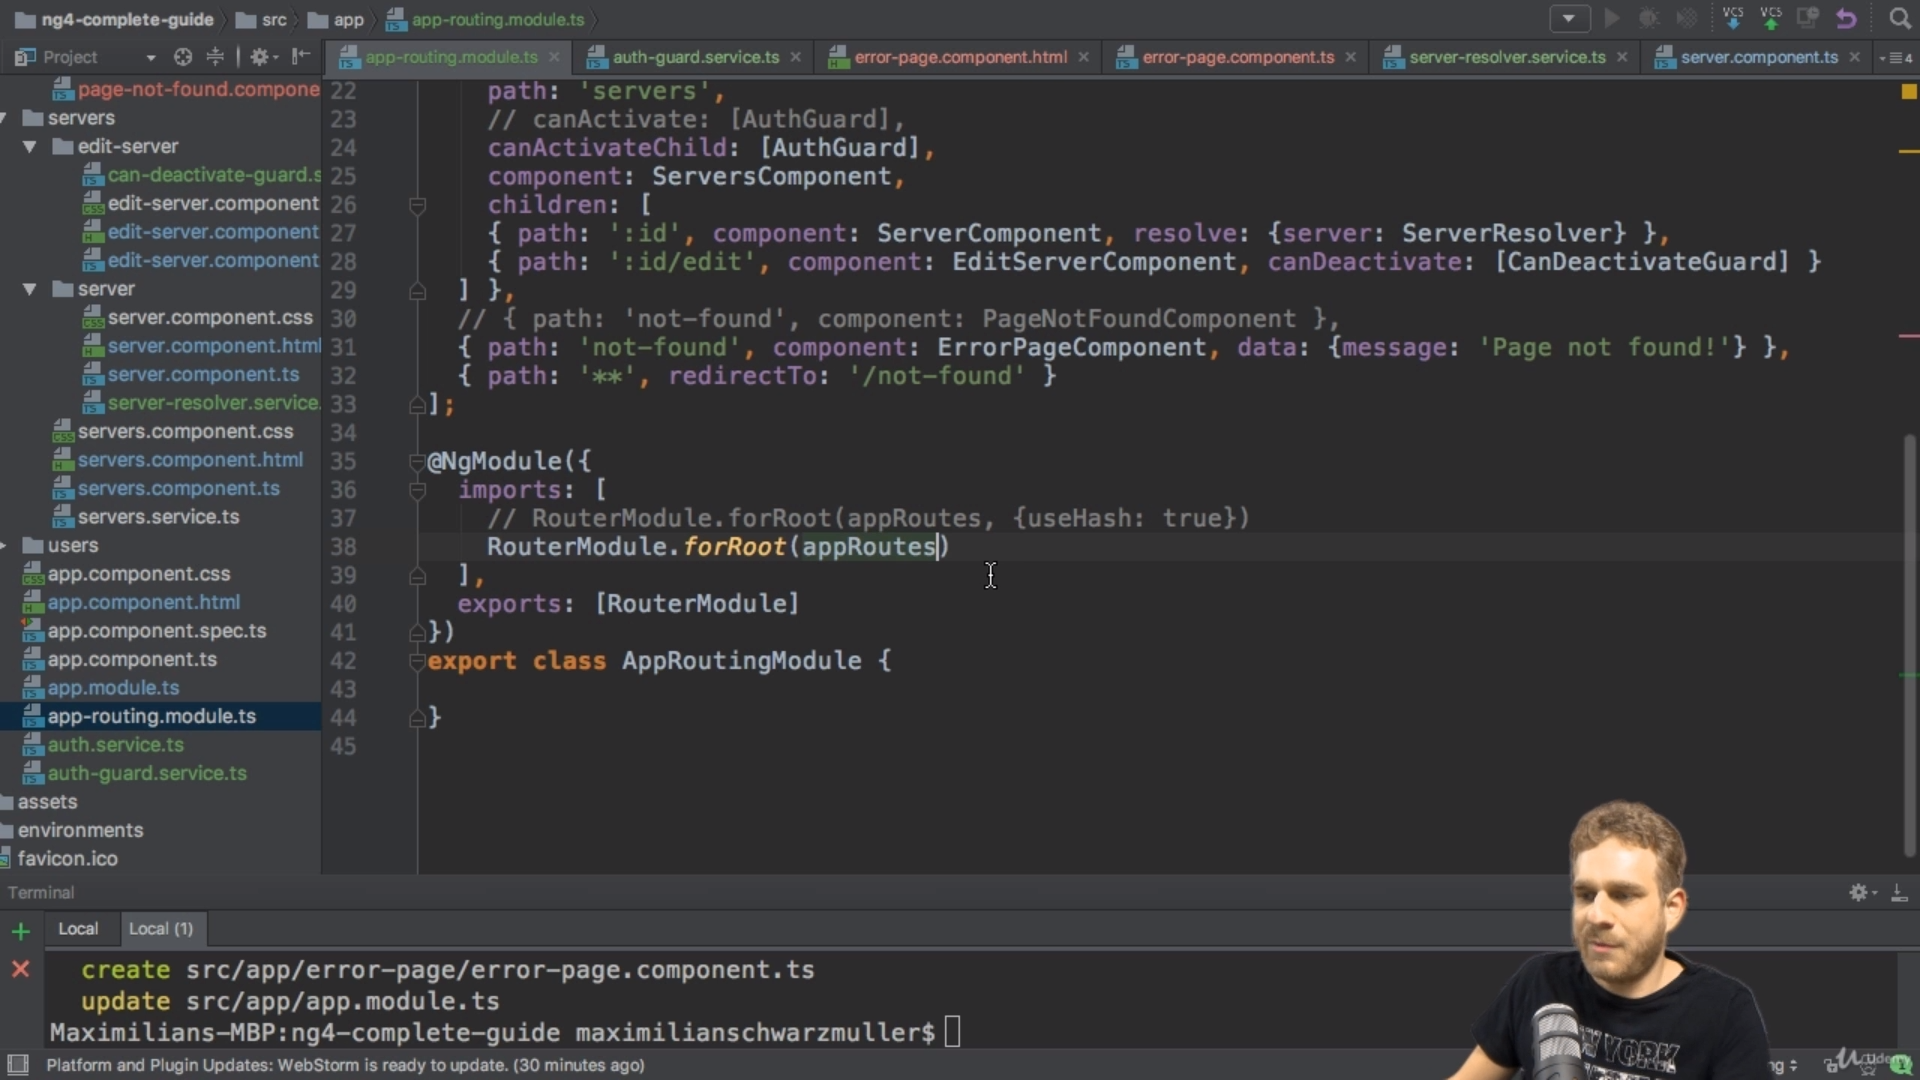 ng4-complete-guide src app app-routing.module.ts
VCS VCS
Project
app-routing.module.ts auth-guard.service.ts error-page.component.html error-page.component.ts server-resolver.service.ts server.component.ts 4
page-not-found.compone
servers
edit-server
can-deactivate-guard.s
edit-server.component
edit-server.component
edit-server.component
server
server.component.css
server.component.html
server.component.ts
server-resolver.service.
servers.component.css
servers.component.html
servers.component.ts
servers.service.ts
users
app.component.css
app.component.html
app.component.spec.ts
app.component.ts
app.module.ts
app-routing.module.ts
auth.service.ts
auth-guard.service.ts
assets
environments
favicon.ico
22 path: 'servers',
23 // canActivate: [AuthGuard],
24 canActivateChild: [AuthGuard],
25 component: ServersComponent,
26 children: [
27 { path: ':id', component: ServerComponent, resolve: {server: ServerResolver} },
28 { path: ':id/edit', component: EditServerComponent, canDeactivate: [CanDeactivateGuard] }
29 ] },
30 // { path: 'not-found', component: PageNotFoundComponent },
31 { path: 'not-found', component: ErrorPageComponent, data: {message: 'Page not found!'} },
32 { path: '**', redirectTo: '/not-found' }
33 ];
34
35 @NgModule({
36 imports: [
37 // RouterModule.forRoot(appRoutes, {useHash: true})
38 RouterModule.forRoot(appRoutes)
39 ],
40 exports: [RouterModule]
41 })
42 export class AppRoutingModule {
43
44 }
45
Terminal
Local Local (1)
create src/app/error-page/error-page.component.ts
update src/app/app.module.ts
Maximilians-MBP:ng4-complete-guide maximilianschwarzmuller$
Platform and Plugin Updates: WebStorm is ready to update. (30 minutes ago)
NEW YORK